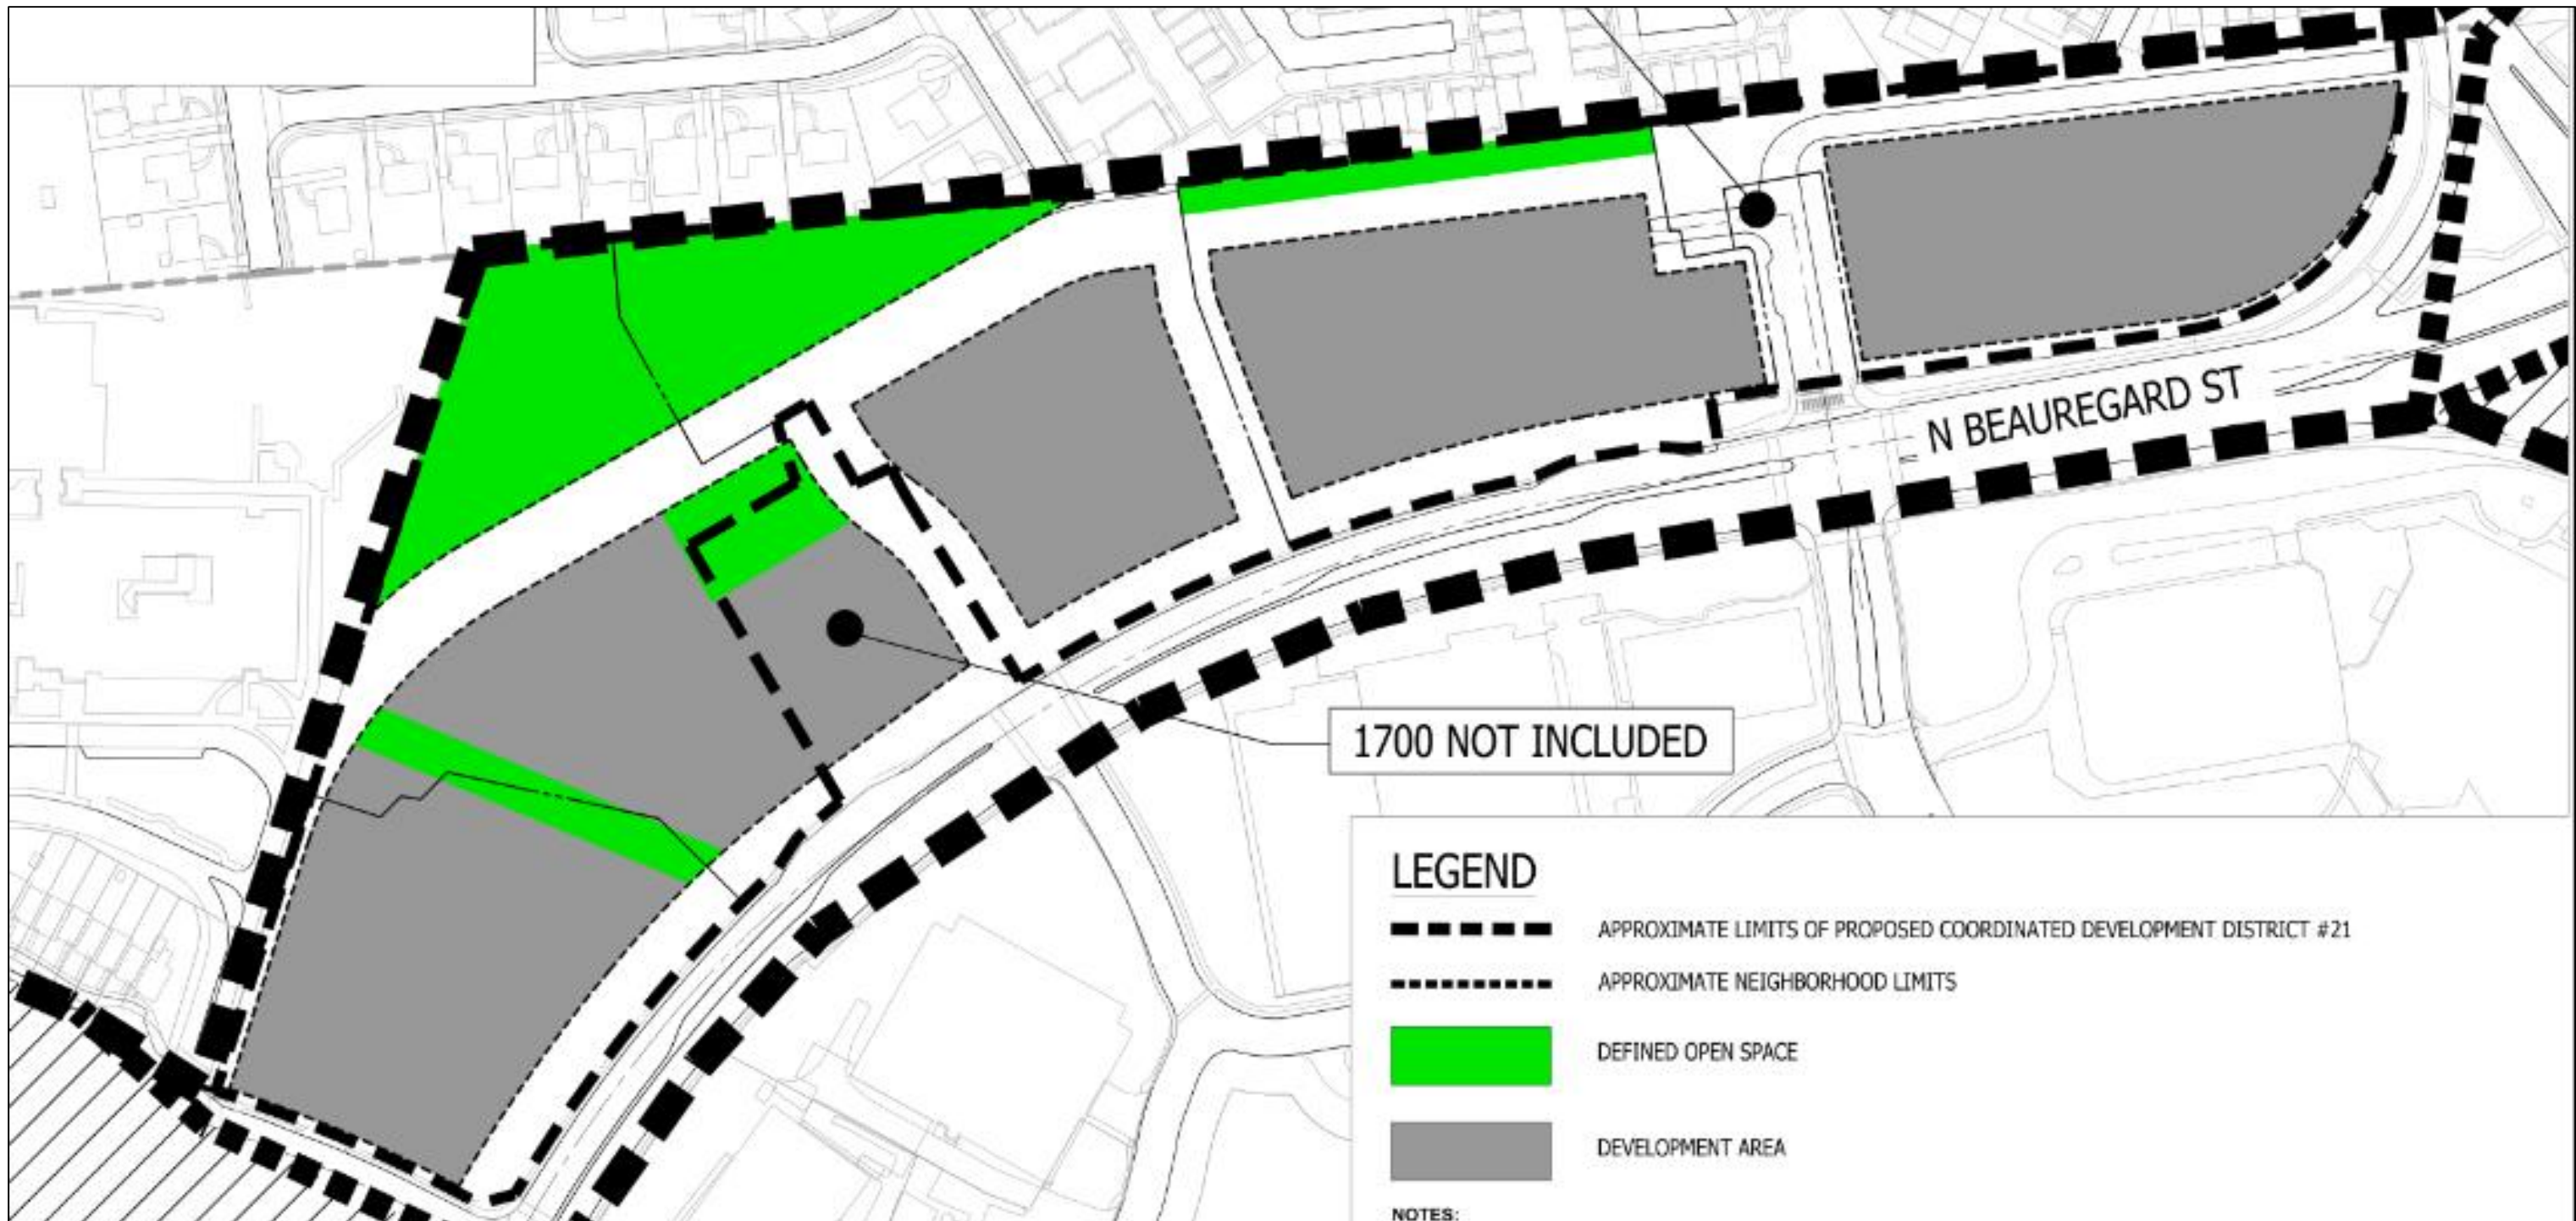 N BEAUREGARD ST
1700 NOT INCLUDED
LEGEND
APPROXIMATE LIMITS OF PROPOSED COORDINATED DEVELOPMENT DISTRICT #21
APPROXIMATE NEIGHBORHOOD LIMITS
DEFINED OPEN SPACE
DEVELOPMENT AREA
NOTES: